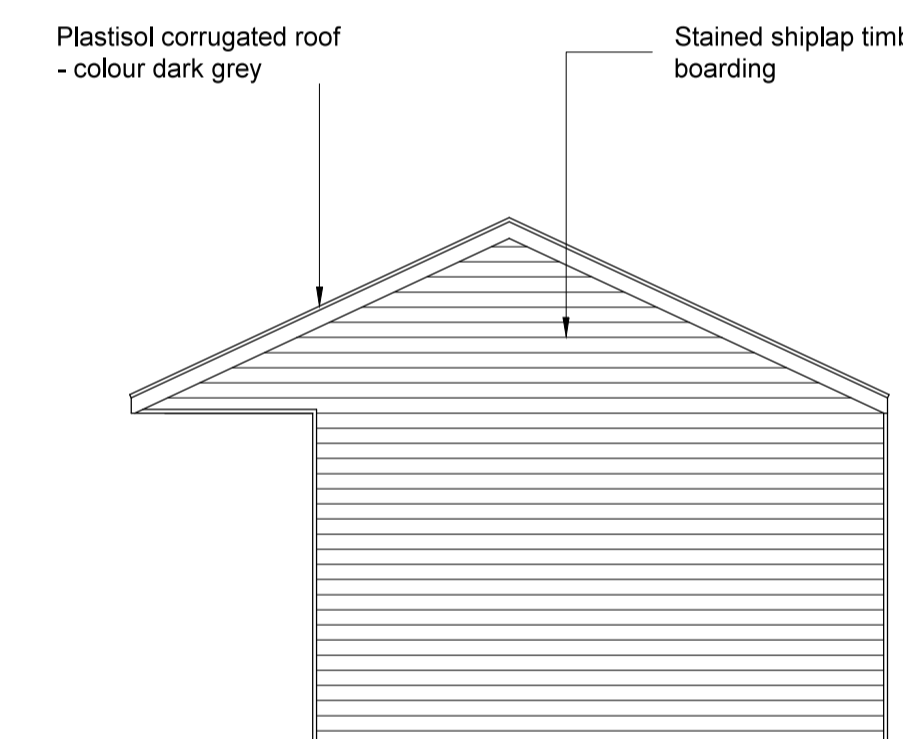 Plastisol corrugated roof
- colour dark grey
Stained shiplap
boarding